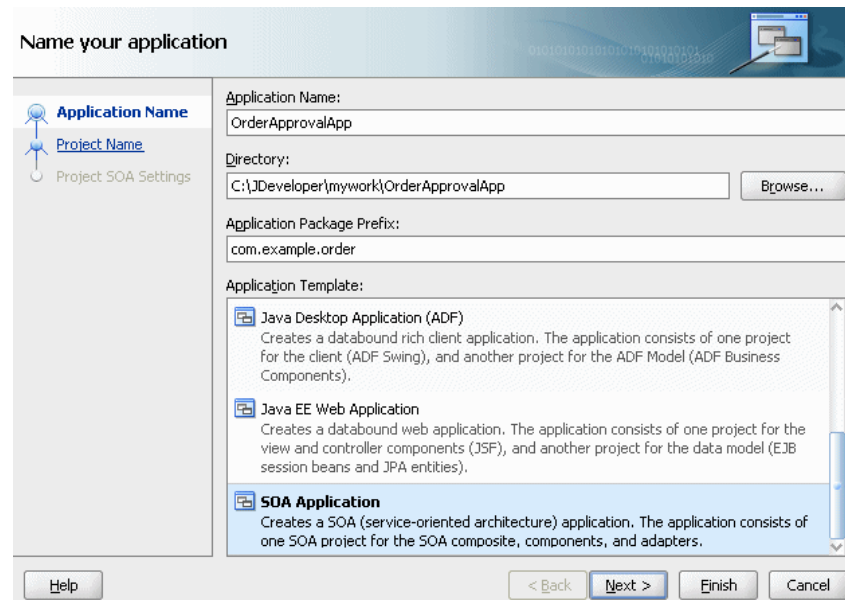 Name your application
Application Name
Project Name
Project SOA Settings
Application Name:
OrderApprovalApp
Directory:
C:\JDeveloper\mywork\OrderApprovalApp
Browse...
Application Package Prefix:
com.example.order
Application Template:
Java Desktop Application (ADF)
Creates a databound rich client application. The application consists of one project
for the client (ADF Swing), and another project for the ADF Model (ADF Business
Components).
Java EE Web Application
Creates a databound web application. The application consists of one project for the
view and controller components (JSF), and another project for the data model (EJB
session beans and JPA entities).
SOA Application
Creates a SOA (service-oriented architecture) application. The application consists of
one SOA project for the SOA composite, components, and adapters.
Help
< Back
Next >
Finish
Cancel